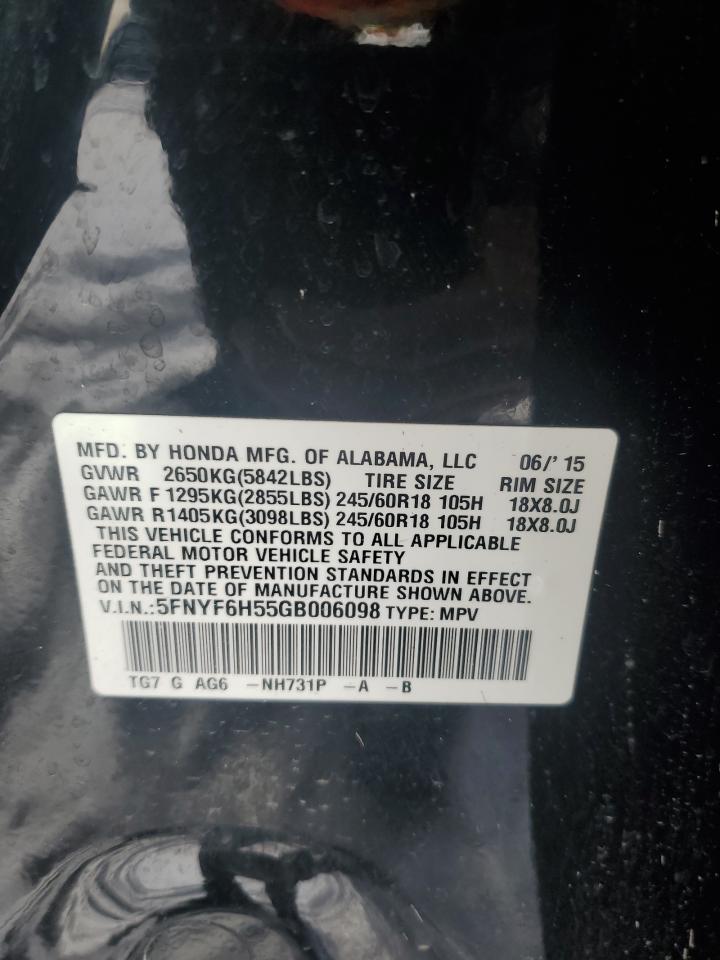 MFD. BY HONDA MFG. OF ALABAMA, LLC 06/' 15
GVWR 2650KG(5842LBS) TIRE SIZE RIM SIZE
GAWR F 1295KG(2855LBS) 245/60R18 105H 18X8.0J
GAWR R1405KG(3098LBS) 245/60R18 105H 18X8.0J
THIS VEHICLE CONFORMS TO ALL APPLICABLE
FEDERAL MOTOR VEHICLE SAFETY
AND THEFT PREVENTION STANDARDS IN EFFECT
ON THE DATE OF MANUFACTURE SHOWN ABOVE.
V.I.N.:5FNYF6H55GB006098 TYPE: MPV
TG7 G AG6 -NH731P -A -B